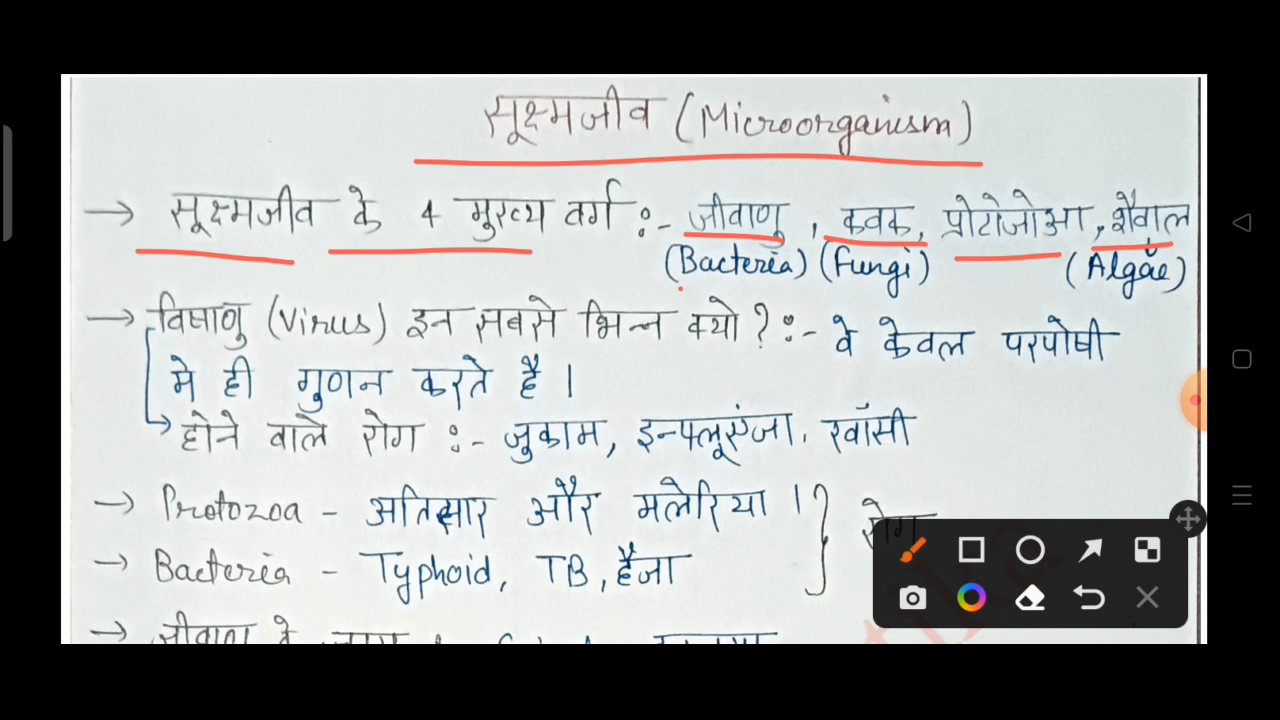 सूक्ष्मजीव (Microorganism)
→ सूक्ष्मजीव के 4 मुख्य वर्ग :- जीवाणु, कवक, प्रोटोजोआ, शैवाल
(Bacteria) (Fungi) (Algae)
→ विषाणु (Virus) इन सबसे भिन्न क्यो ? :- वे केवल परपोषी
मे ही गुणन करते है ।
→ होने वाले रोग :- जुकाम, इन्फ्लूएंजा, खाँसी
→ Protozoa - अतिसार और मलेरिया । } रोग
→ Bacteria - Typhoid, TB, हैजा